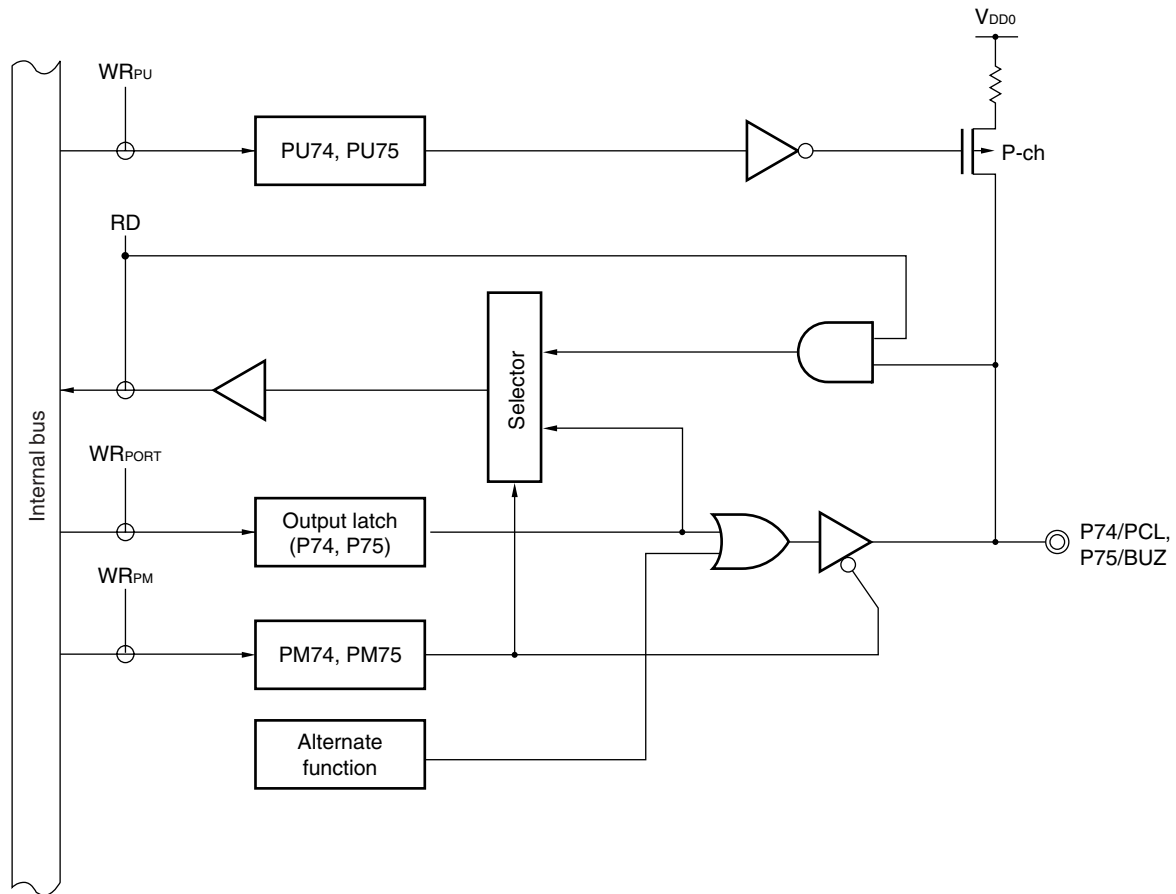 VDD0
WRPU
PU74, PU75
P-ch
RD
Selector
Internal bus
WRPORT
Output latch
(P74, P75)
P74/PCL,
P75/BUZ
WRPM
PM74, PM75
Alternate
function